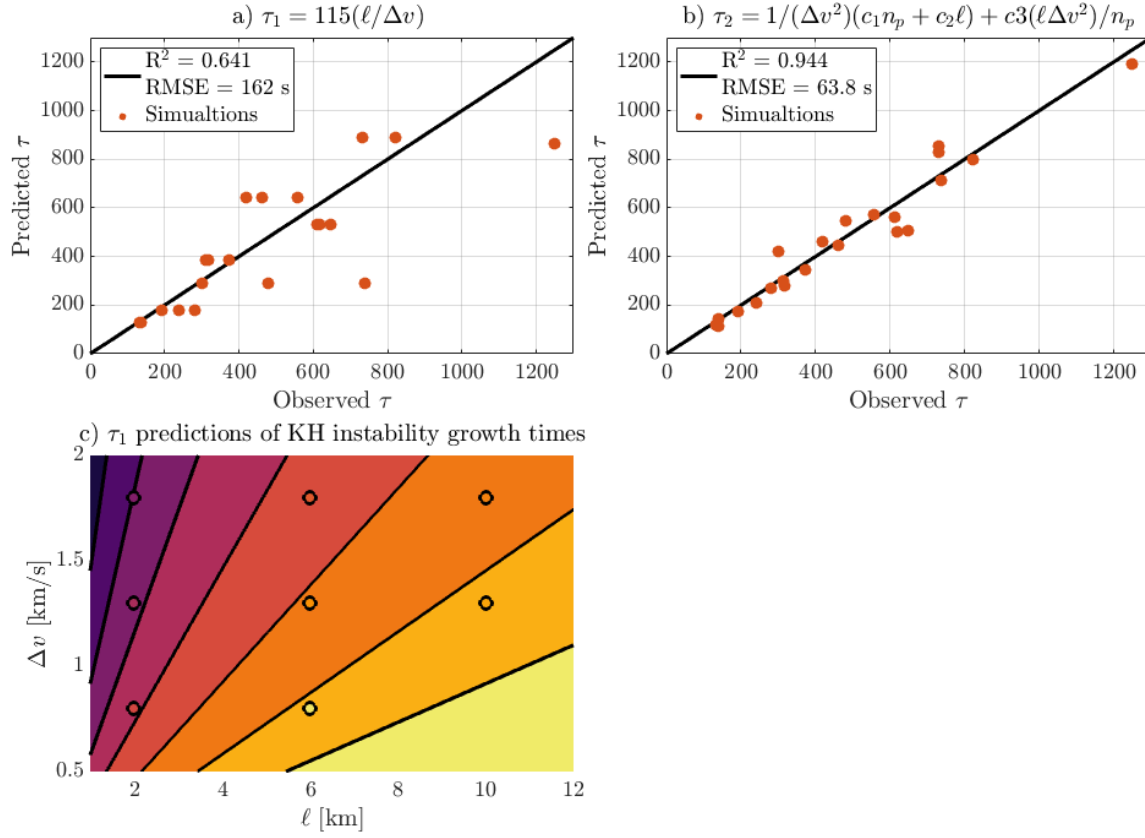 a) τ₁ = 115(ℓ/Δv)
R² = 0.641
RMSE = 162 s
Simualtions
Predicted τ
1200
1000
800
600
400
200
0
0 200 400 600 800 1000 1200
Observed τ
b) τ₂ = 1/(Δv²)(c₁nₚ + c₂ℓ) + c3(ℓΔv²)/nₚ
R² = 0.944
RMSE = 63.8 s
Simualtions
Predicted τ
1200
1000
800
600
400
200
0
0 200 400 600 800 1000 1200
Observed τ
c) τ₁ predictions of KH instability growth times
Δv [km/s]
2
1.5
1
0.5
2 4 6 8 10 12
ℓ [km]